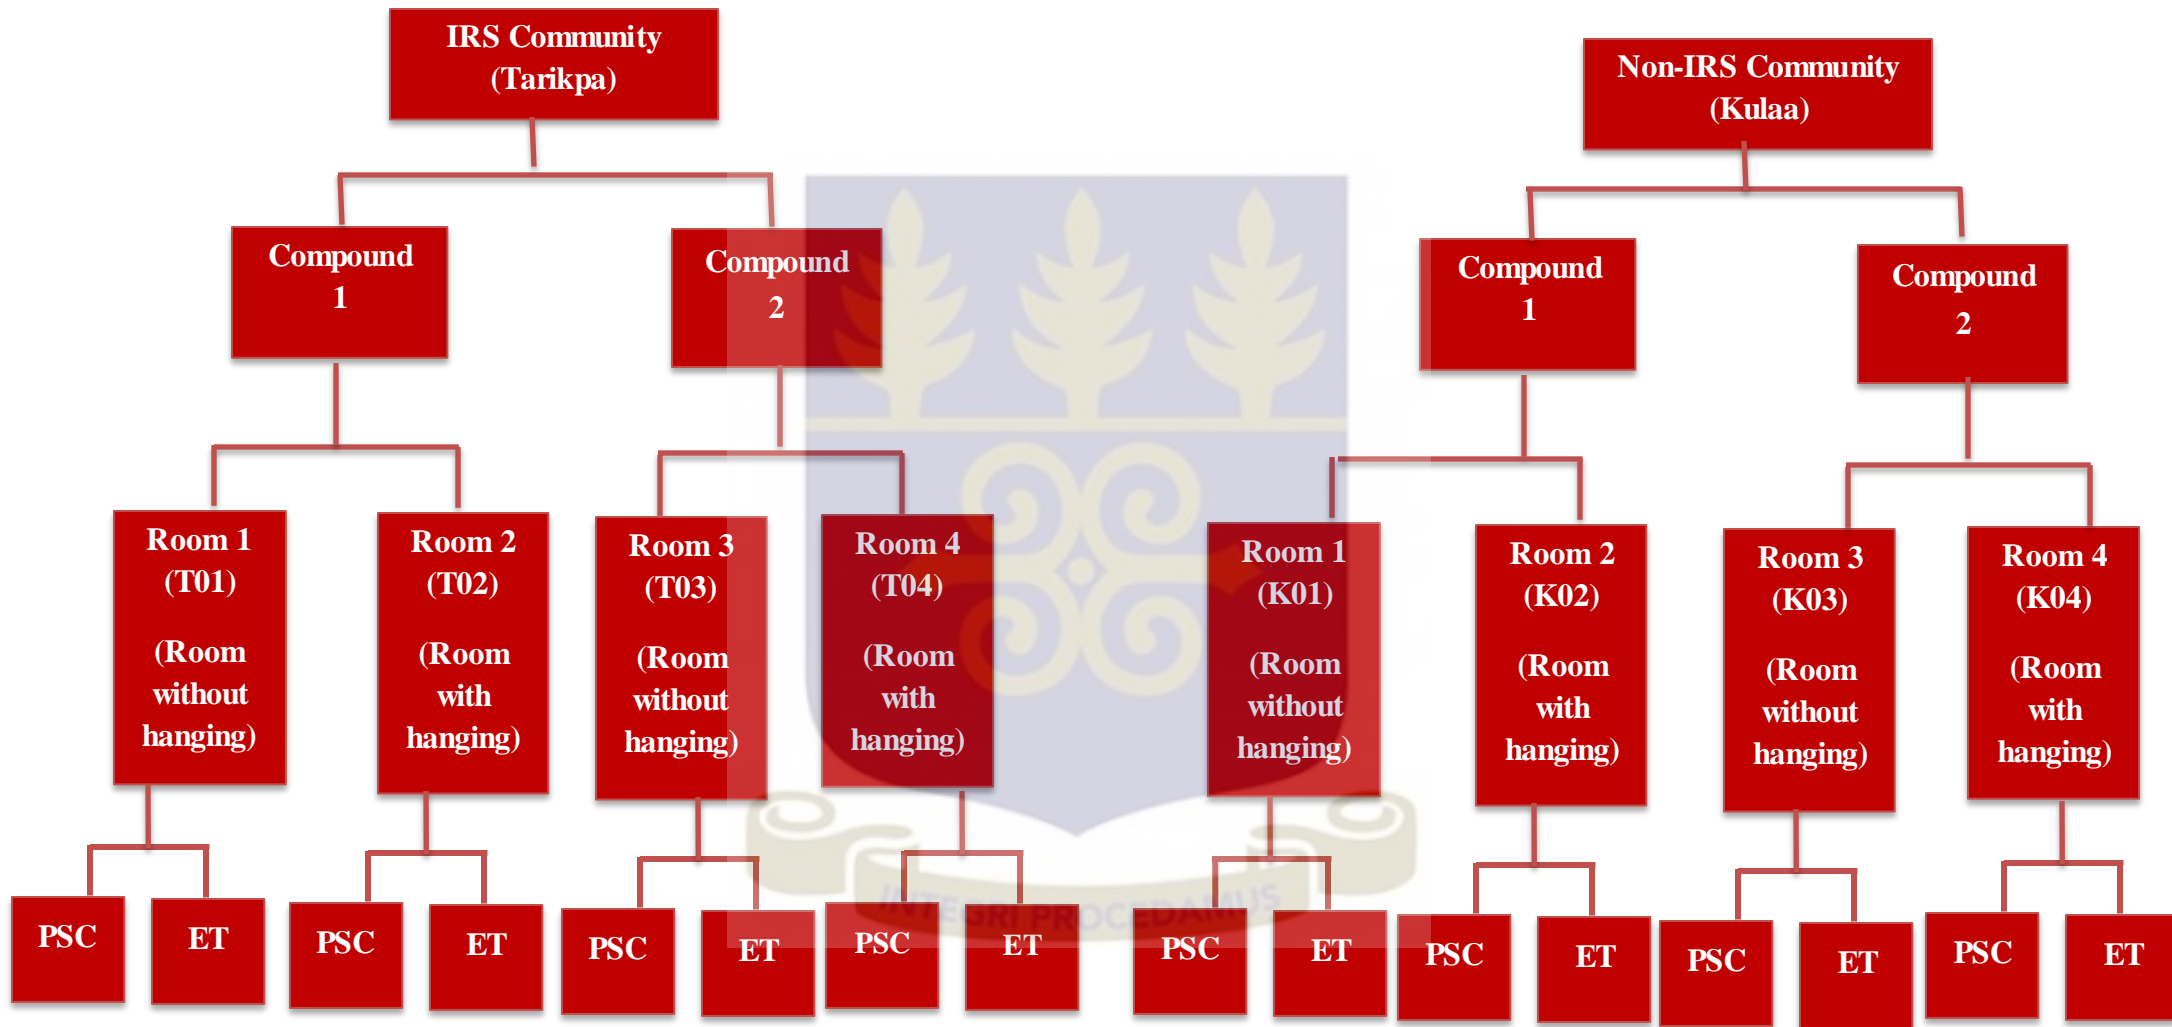 IRS Community
(Tarikpa)
Non-IRS Community
(Kulaa)
Compound
1
Compound
2
Compound
1
Compound
2
Room 1
(T01)
(Room
without
hanging)
Room 2
(T02)
(Room
with
hanging)
Room 3
(T03)
(Room
without
hanging)
Room 4
(T04)
(Room
with
hanging)
Room 1
(K01)
(Room
without
hanging)
Room 2
(K02)
(Room
with
hanging)
Room 3
(K03)
(Room
without
hanging)
Room 4
(K04)
(Room
with
hanging)
PSC
ET
PSC
ET
PSC
ET
PSC
ET
PSC
ET
PSC
ET
PSC
ET
PSC
ET
INTEGRI PROCEDAMUS